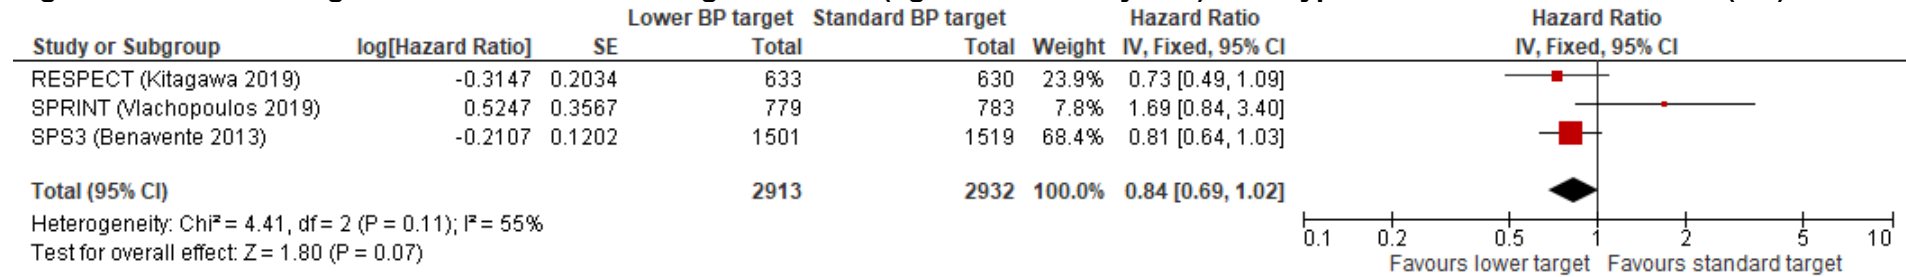 Lower BP target Standard BP target Hazard Ratio Hazard Ratio
Study or Subgroup log[Hazard Ratio] SE Total Total Weight IV, Fixed, 95% CI IV, Fixed, 95% CI
RESPECT (Kitagawa 2019) -0.3147 0.2034 633 630 23.9% 0.73 [0.49, 1.09]
SPRINT (Vlachopoulos 2019) 0.5247 0.3567 779 783 7.8% 1.69 [0.84, 3.40]
SPS3 (Benavente 2013) -0.2107 0.1202 1501 1519 68.4% 0.81 [0.64, 1.03]
Total (95% CI) 2913 2932 100.0% 0.84 [0.69, 1.02]
Heterogeneity: Chi² = 4.41, df = 2 (P = 0.11); I² = 55%
Test for overall effect: Z = 1.80 (P = 0.07)
0.1 0.2 0.5 1 2 5 10
Favours lower target Favours standard target